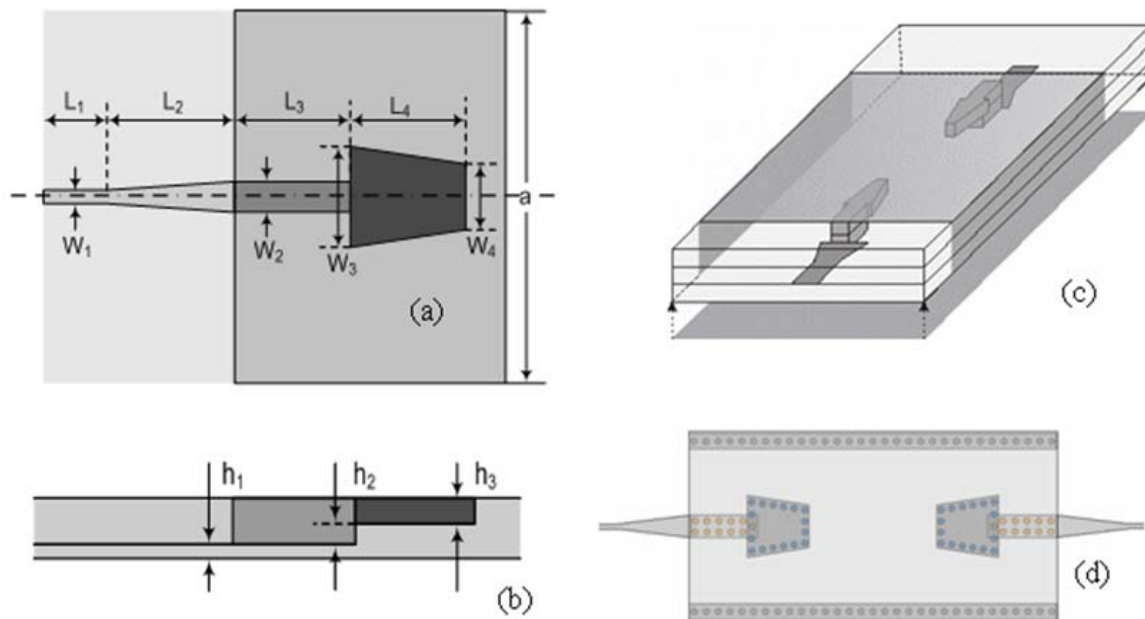 L₁ L₂ L₃ L₄
a
W₁ W₂ W₃ W₄
(a)
(c)
h₁ h₂ h₃
(b)
(d)